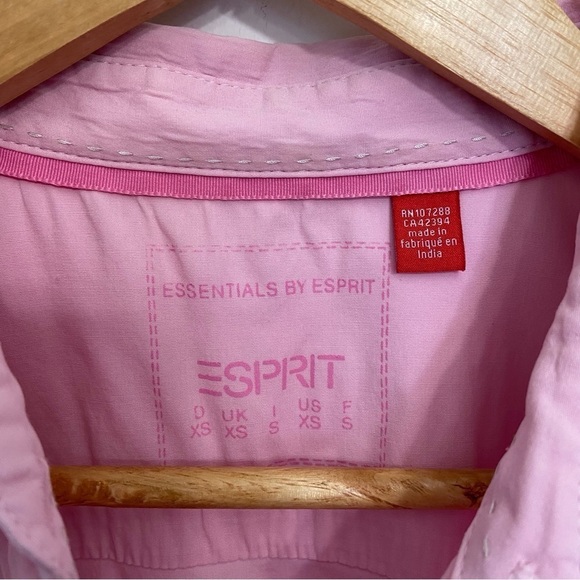 RN107288
CA42394
made in
fabriqué en
India
ESSENTIALS BY ESPRIT
ESPRIT
D UK I US F
XS XS S XS S